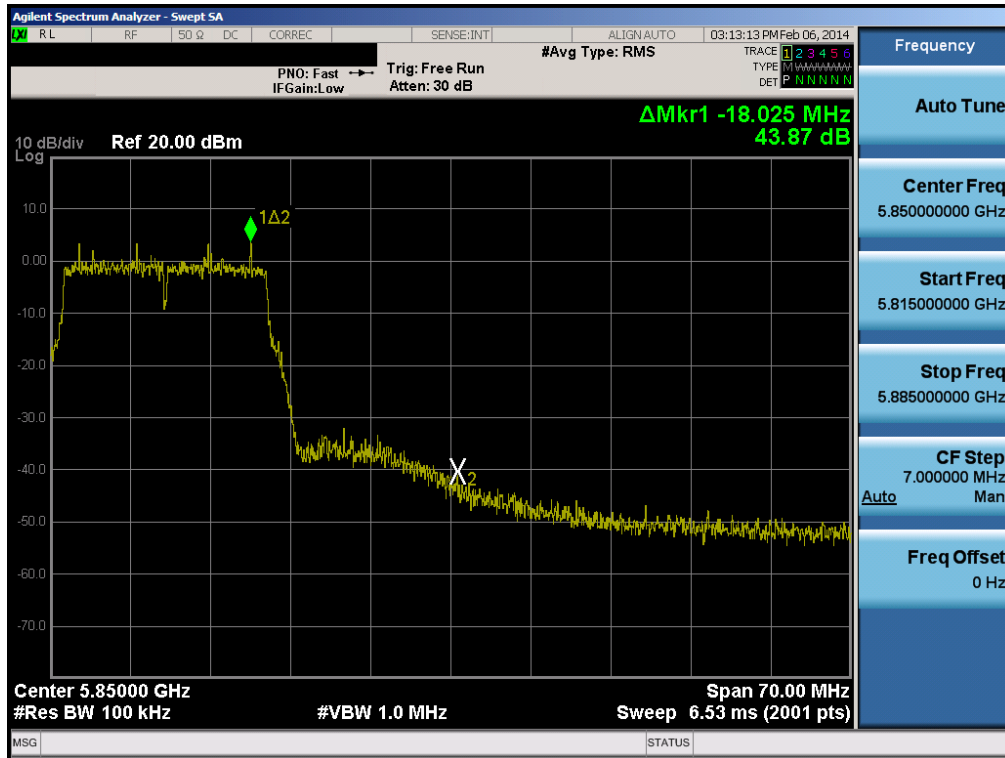 Agilent Spectrum Analyzer - Swept SA
LXI RL RF 50 Ω DC CORREC SENSE:INT ALIGN AUTO 03:13:13 PM Feb 06, 2014
#Avg Type: RMS
TRACE 1 2 3 4 5 6
PNO: Fast Trig: Free Run
TYPE M WWWWW
IFGain:Low Atten: 30 dB
DET P N N N N N
ΔMkr1 -18.025 MHz
43.87 dB
10 dB/div Ref 20.00 dBm
Log
10.0
1Δ2
0.00
-10.0
-20.0
-30.0
-40.0
X2
-50.0
-60.0
-70.0
Center 5.85000 GHz Span 70.00 MHz
#Res BW 100 kHz #VBW 1.0 MHz Sweep 6.53 ms (2001 pts)
MSG STATUS
Frequency
Auto Tune
Center Freq
5.850000000 GHz
Start Freq
5.815000000 GHz
Stop Freq
5.885000000 GHz
CF Step
7.000000 MHz
Auto Man
Freq Offset
0 Hz